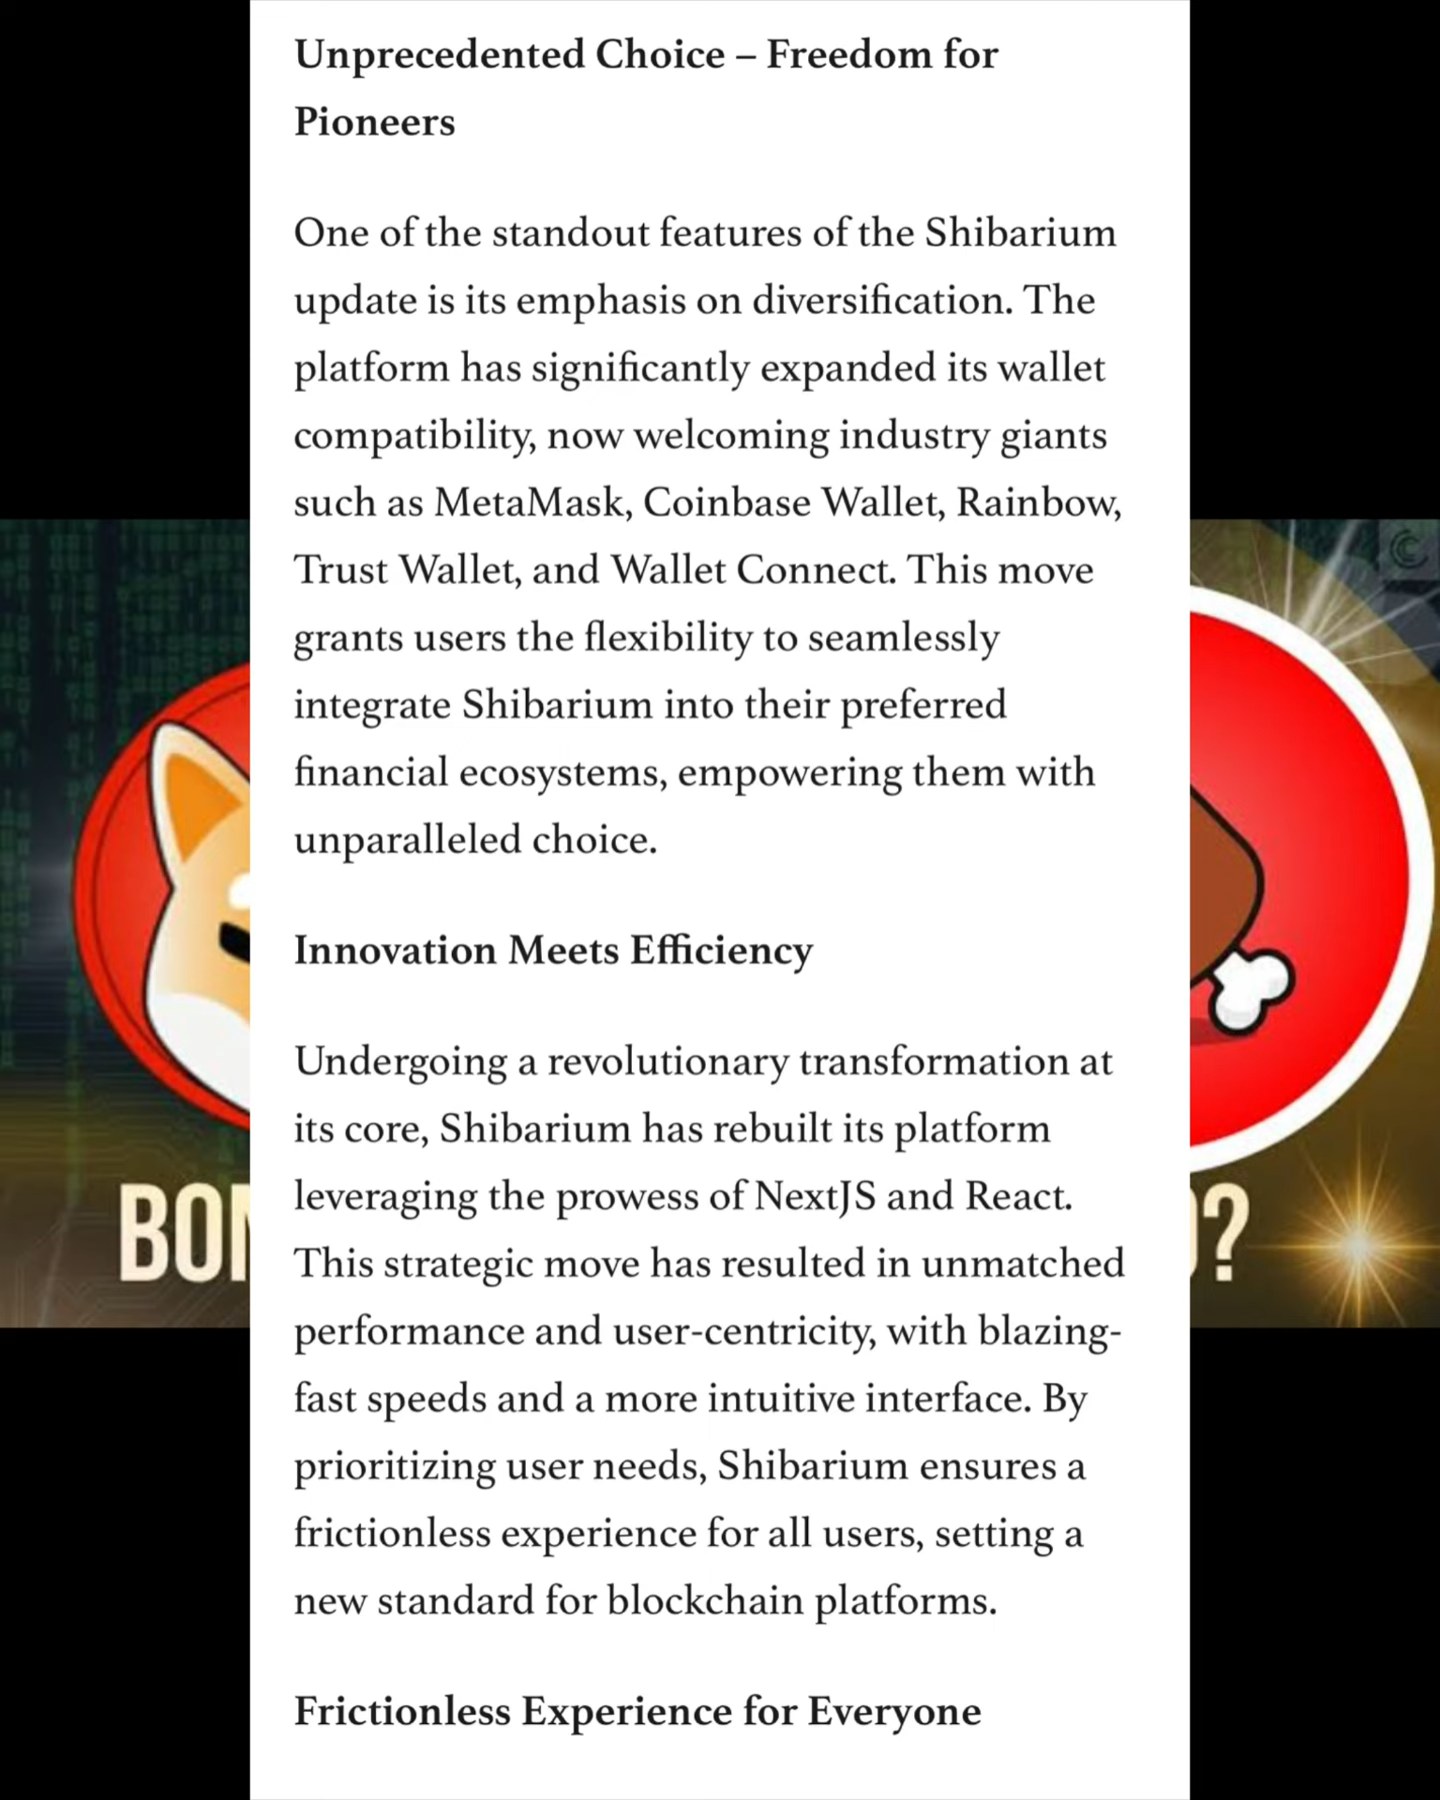 Unprecedented Choice – Freedom for
Pioneers
One of the standout features of the Shibarium
update is its emphasis on diversification. The
platform has significantly expanded its wallet
compatibility, now welcoming industry giants
such as MetaMask, Coinbase Wallet, Rainbow,
Trust Wallet, and Wallet Connect. This move
grants users the flexibility to seamlessly
integrate Shibarium into their preferred
financial ecosystems, empowering them with
unparalleled choice.
Innovation Meets Efficiency
Undergoing a revolutionary transformation at
its core, Shibarium has rebuilt its platform
leveraging the prowess of NextJS and React.
This strategic move has resulted in unmatched
performance and user-centricity, with blazing-
fast speeds and a more intuitive interface. By
prioritizing user needs, Shibarium ensures a
frictionless experience for all users, setting a
new standard for blockchain platforms.
Frictionless Experience for Everyone